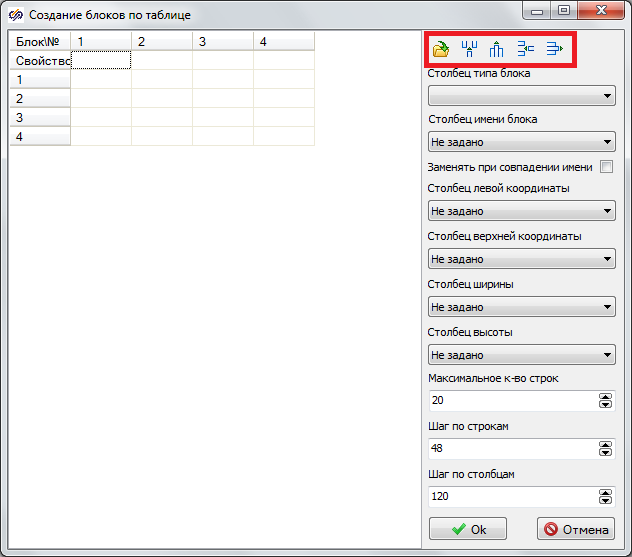 Создание блоков по таблице
Блок\№ 1 2 3 4
Свойство
1
2
3
4
Столбец типа блока
Столбец имени блока
Не задано
Заменять при совпадении имени
Столбец левой координаты
Не задано
Столбец верхней координаты
Не задано
Столбец ширины
Не задано
Столбец высоты
Не задано
Максимальное к-во строк
20
Шаг по строкам
48
Шаг по столбцам
120
Ok Отмена